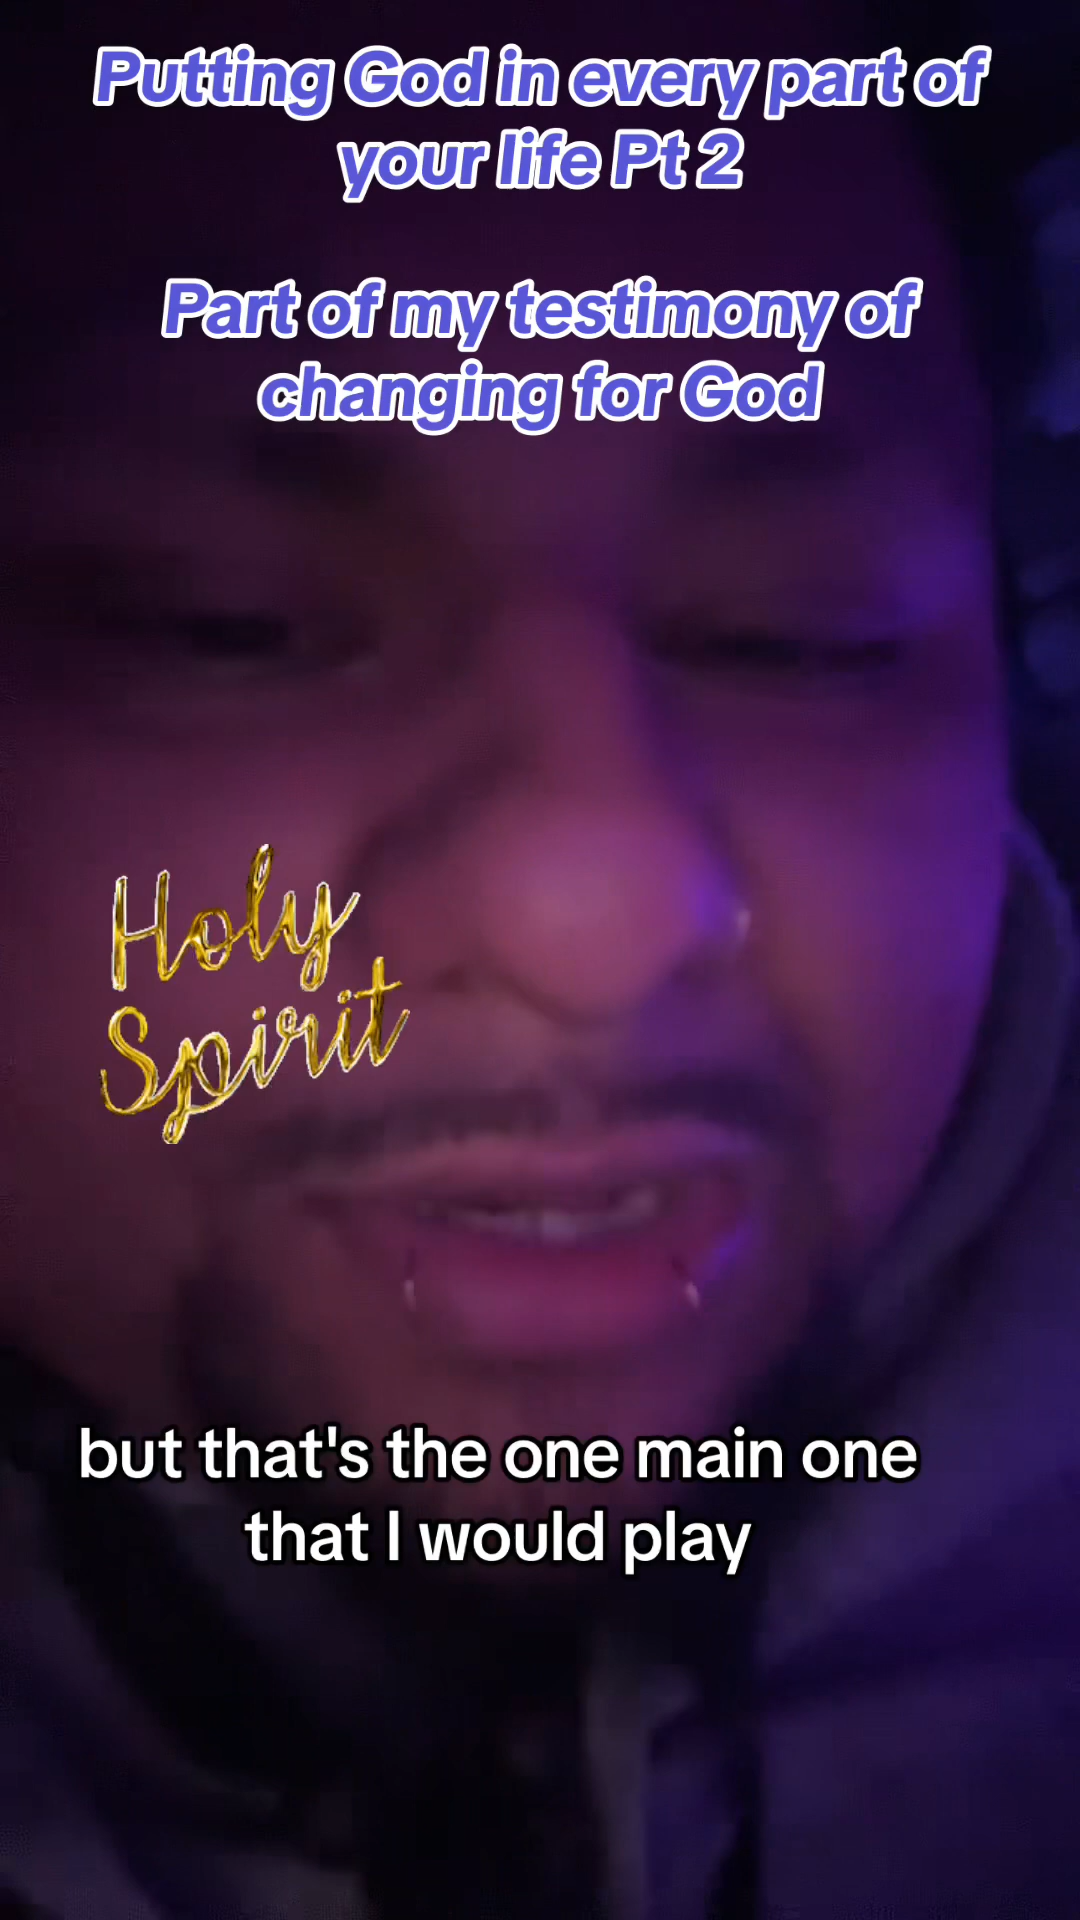 Putting God in every part of
your life Pt 2
Part of my testimony of
changing for God
Holy
Spirit
but that's the one main one
that I would play